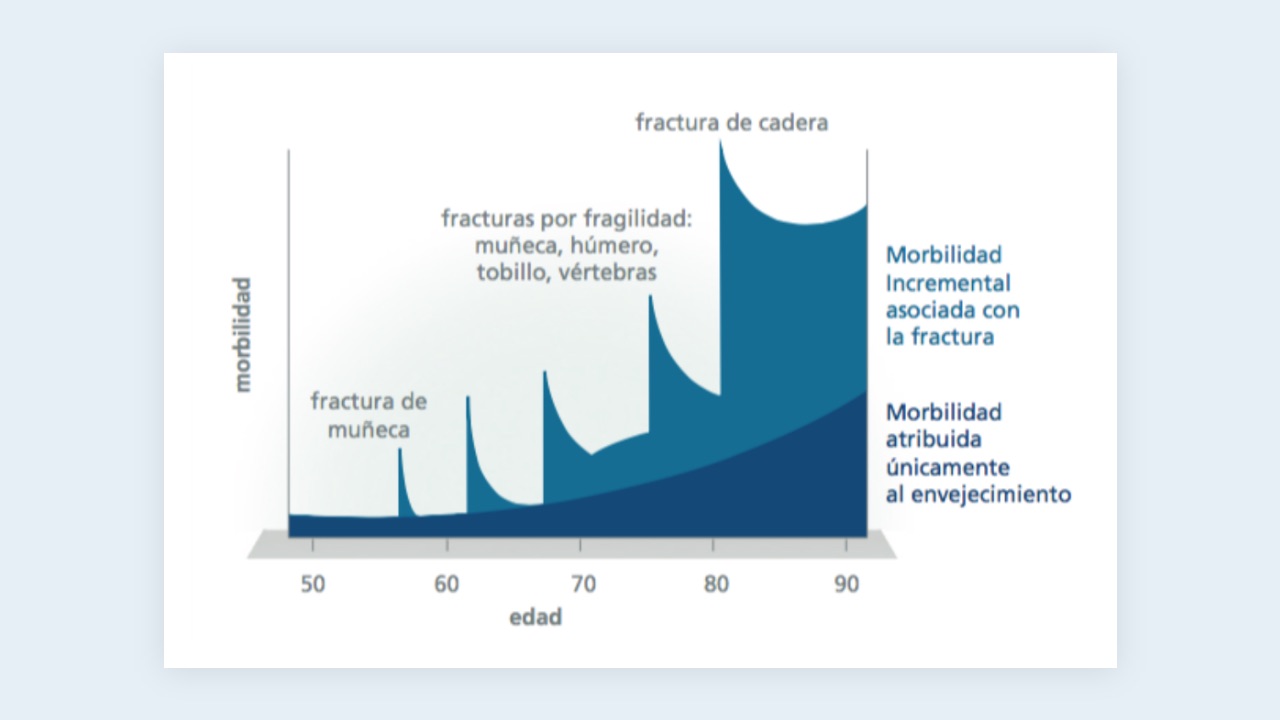 fractura de cadera
fracturas por fragilidad:
muñeca, húmero,
tobillo, vértebras
fractura de
muñeca
morbilidad
Morbilidad
Incremental
asociada con
la fractura
Morbilidad
atribuida
únicamente
al envejecimiento
50 60 70 80 90
edad